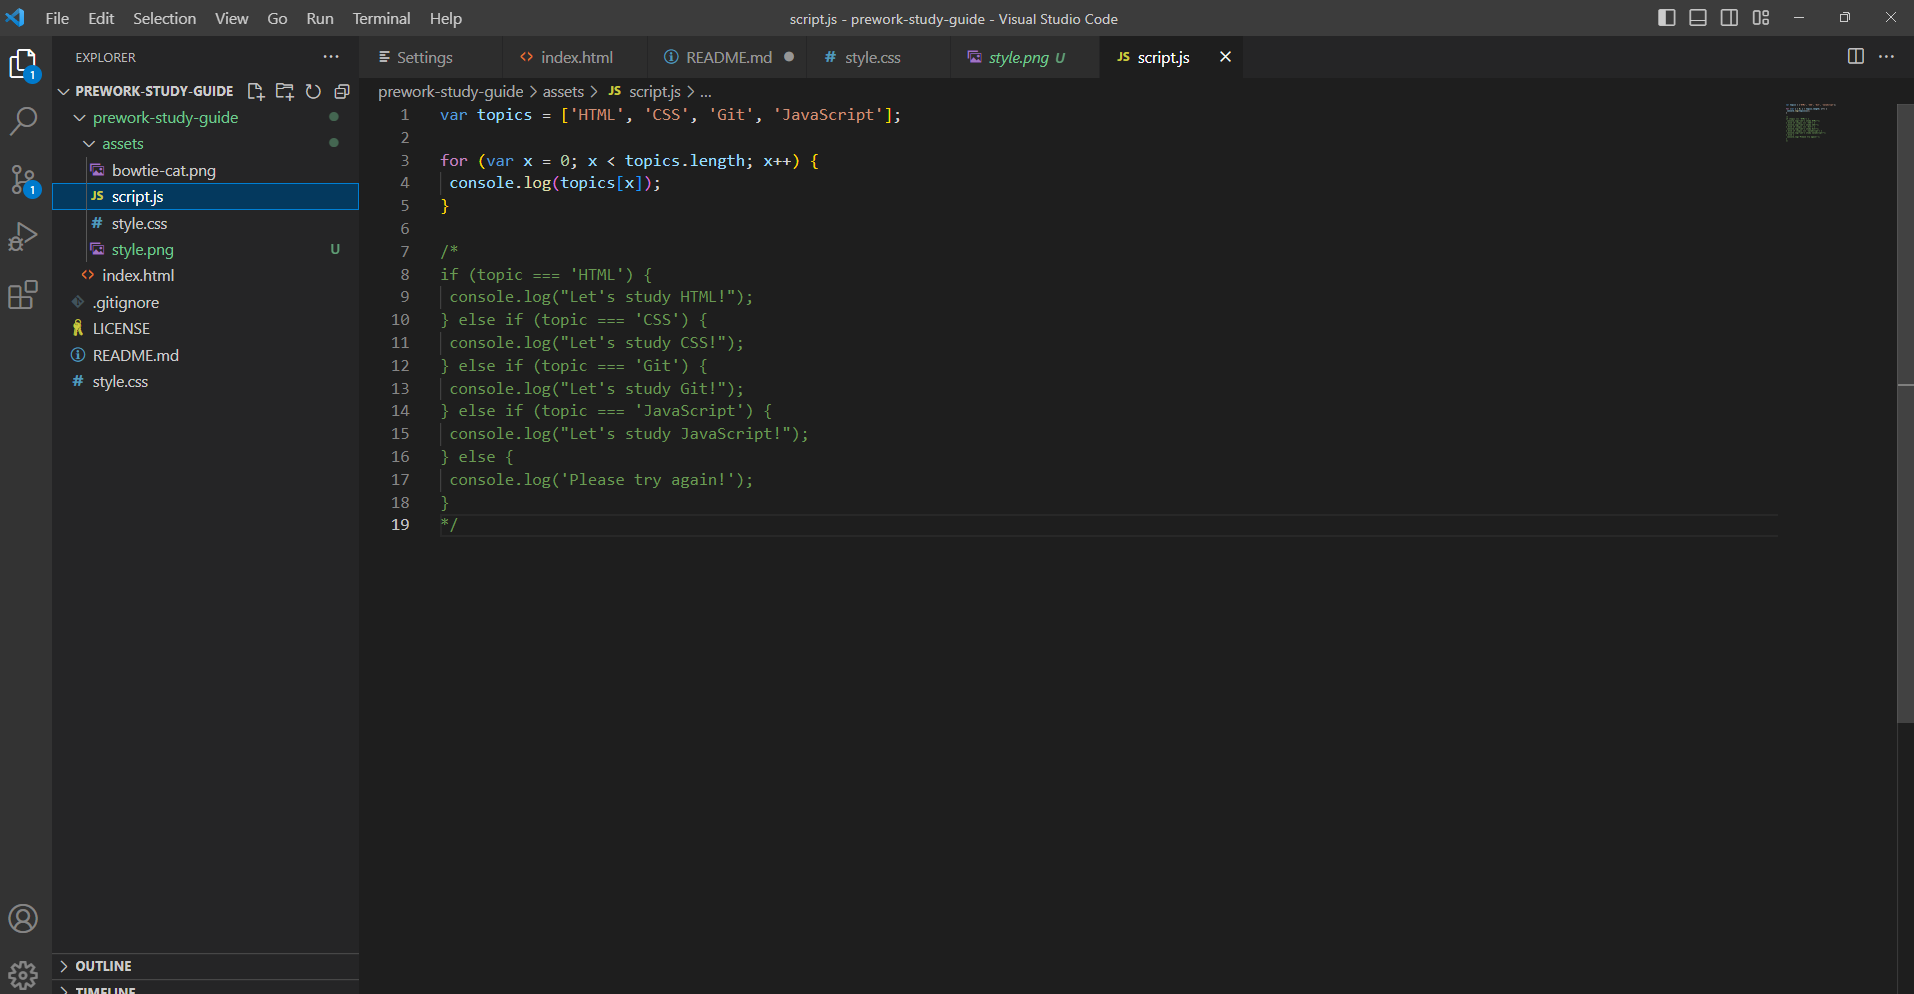 File Edit Selection View Go Run Terminal Help
script.js - prework-study-guide - Visual Studio Code
EXPLORER
Settings
index.html
README.md
style.css
style.png U
JS script.js
1
PREWORK-STUDY-GUIDE
prework-study-guide
assets
bowtie-cat.png
JS script.js
# style.css
style.png U
index.html
.gitignore
LICENSE
README.md
# style.css
1
OUTLINE
TIMELINE
prework-study-guide > assets > JS script.js > ...
1 var topics = ['HTML', 'CSS', 'Git', 'JavaScript'];
2
3 for (var x = 0; x < topics.length; x++) {
4 console.log(topics[x]);
5 }
6
7 /*
8 if (topic === 'HTML') {
9 console.log("Let's study HTML!");
10 } else if (topic === 'CSS') {
11 console.log("Let's study CSS!");
12 } else if (topic === 'Git') {
13 console.log("Let's study Git!");
14 } else if (topic === 'JavaScript') {
15 console.log("Let's study JavaScript!");
16 } else {
17 console.log('Please try again!');
18 }
19 */